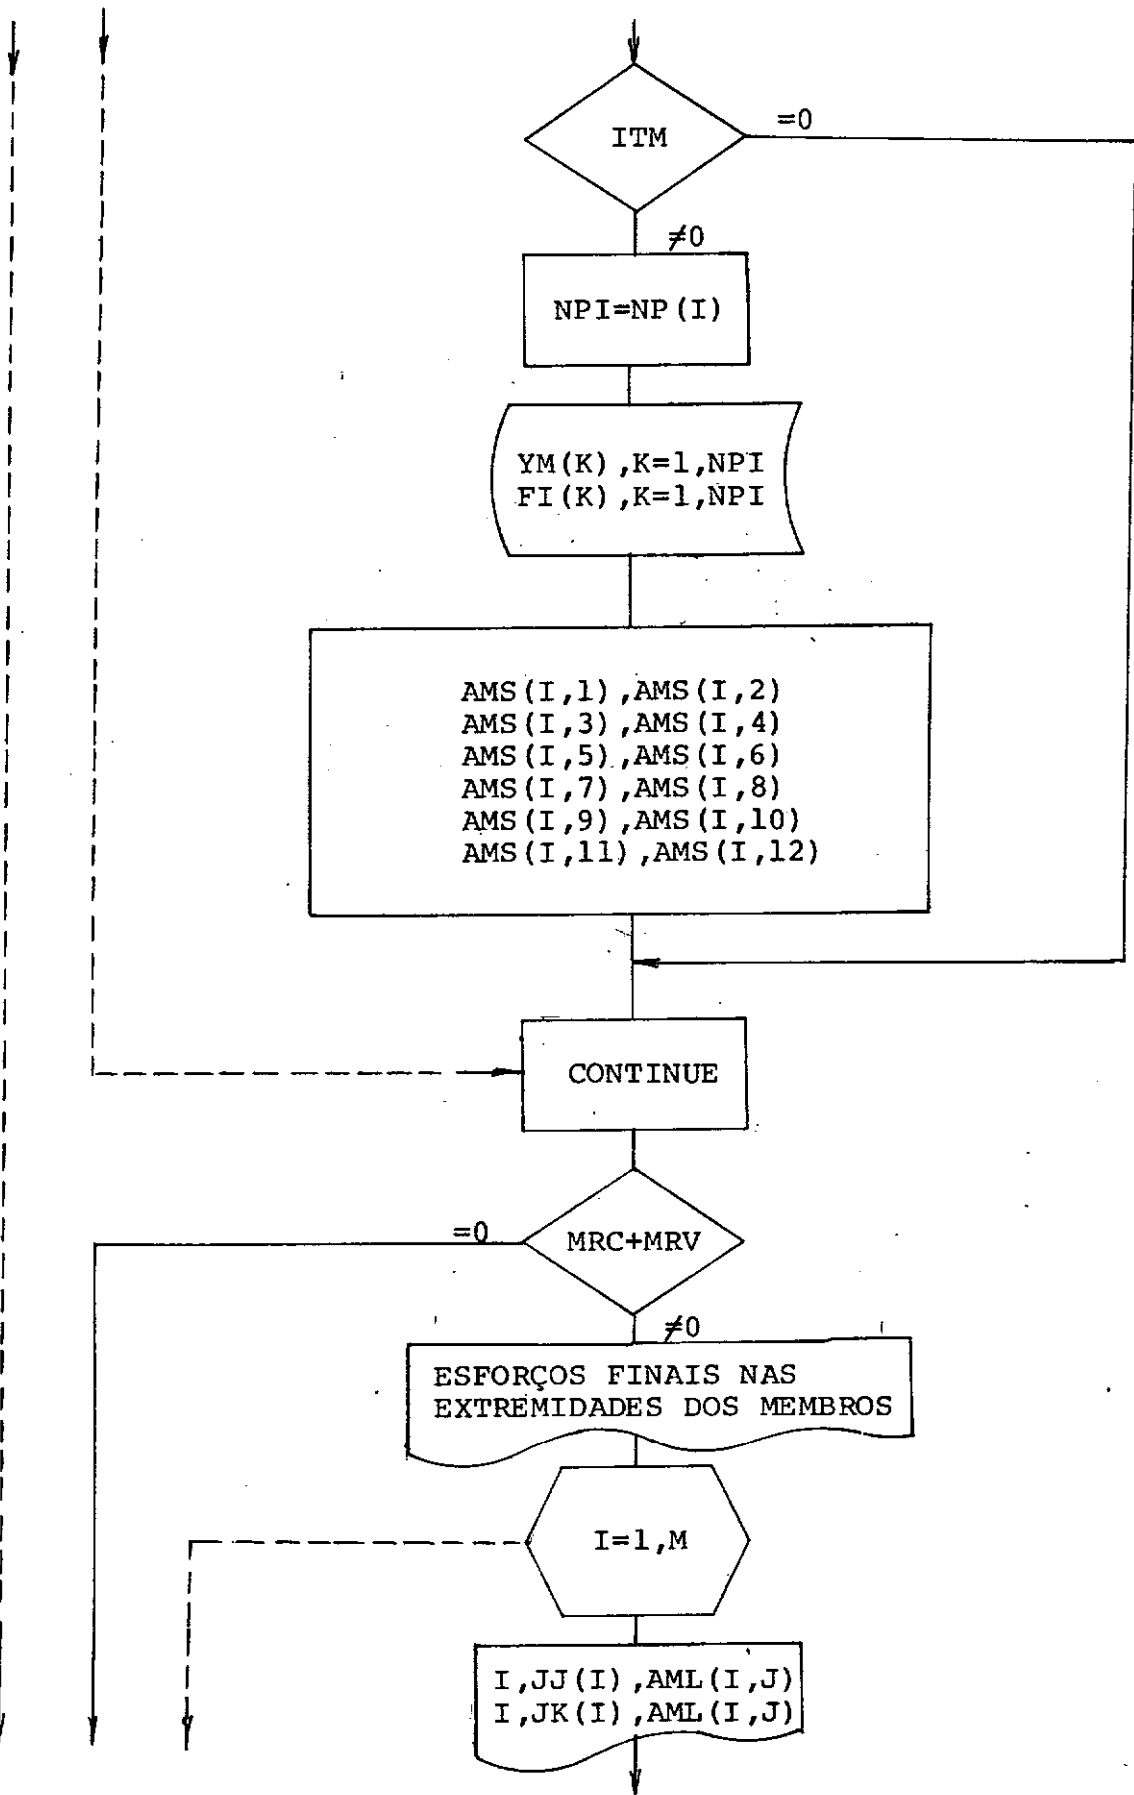 ITM
=0
≠0
NPI=NP(I)
YM(K),K=1,NPI
FI(K),K=1,NPI
AMS(I,1),AMS(I,2)
AMS(I,3),AMS(I,4)
AMS(I,5),AMS(I,6)
AMS(I,7),AMS(I,8)
AMS(I,9),AMS(I,10)
AMS(I,11),AMS(I,12)
CONTINUE
=0
MRC+MRV
≠0
ESFORÇOS FINAIS NAS
EXTREMIDADES DOS MEMBROS
I=1,M
I,JJ(I),AML(I,J)
I,JK(I),AML(I,J)